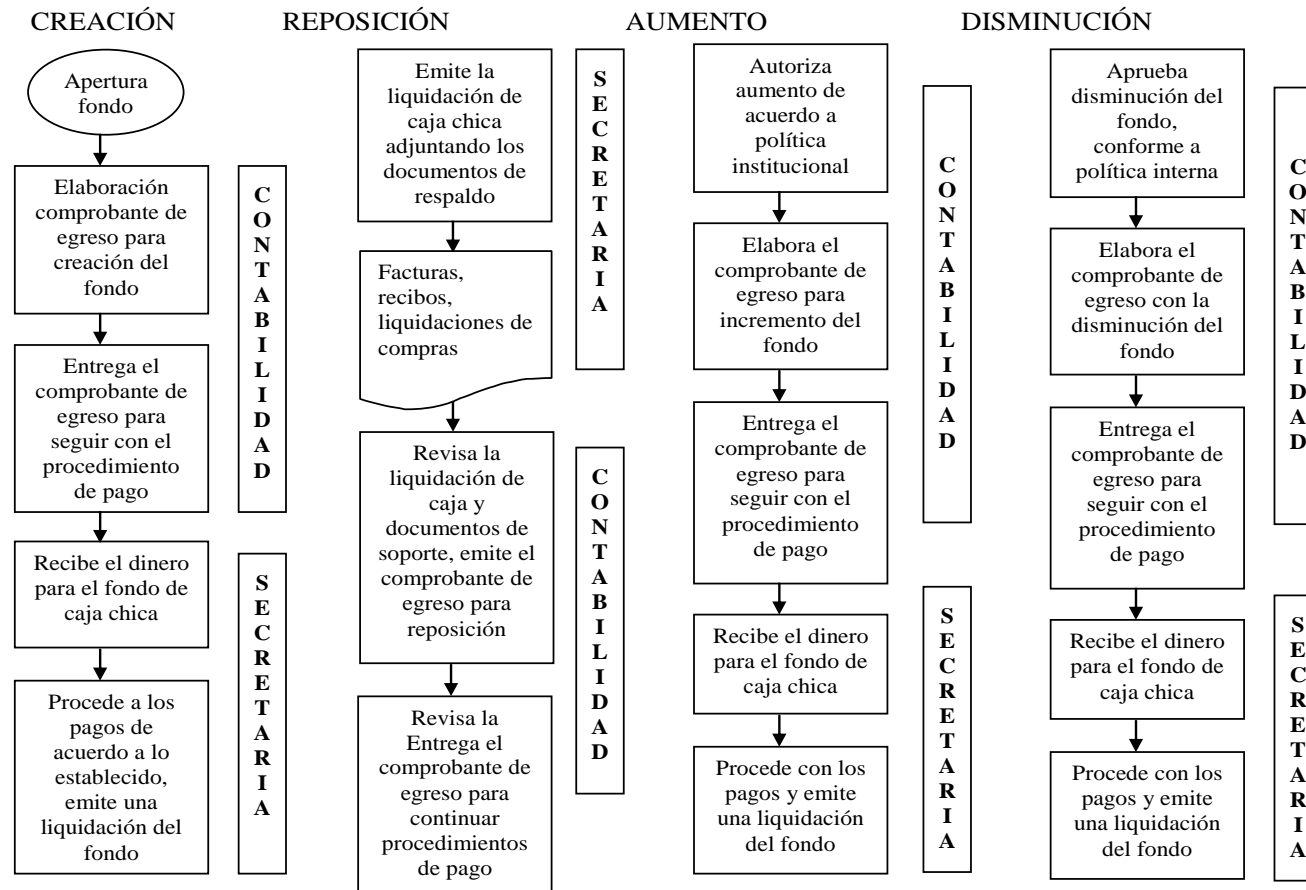 CREACIÓN
REPOSICIÓN
AUMENTO
DISMINUCIÓN
Apertura
fondo
Elaboración
comprobante de
egreso para
creación del
fondo
Entrega el
comprobante de
egreso para
seguir con el
procedimiento
de pago
Recibe el dinero
para el fondo de
caja chica
Procede a los
pagos de
acuerdo a lo
establecido,
emite una
liquidación del
fondo
CONTABILIDAD
SECRETARIA
Emite la
liquidación de
caja chica
adjuntando los
documentos de
respaldo
Facturas,
recibos,
liquidaciones de
compras
Revisa la
liquidación de
caja y
documentos de
soporte, emite el
comprobante de
egreso para
reposición
Revisa la
Entrega el
comprobante de
egreso para
continuar
procedimientos
de pago
SECRETARIA
CONTABILIDAD
Autoriza
aumento de
acuerdo a
política
institucional
Elabora el
comprobante de
egreso para
incremento del
fondo
Entrega el
comprobante de
egreso para
seguir con el
procedimiento
de pago
Recibe el dinero
para el fondo de
caja chica
Procede con los
pagos y emite
una liquidación
del fondo
CONTABILIDAD
SECRETARIA
Aprueba
disminución del
fondo,
conforme a
política interna
Elabora el
comprobante de
egreso con la
disminución del
fondo
Entrega el
comprobante de
egreso para
seguir con el
procedimiento
de pago
Recibe el dinero
para el fondo de
caja chica
Procede con los
pagos y emite
una liquidación
del fondo
CONTABILIDAD
SECRETARIA